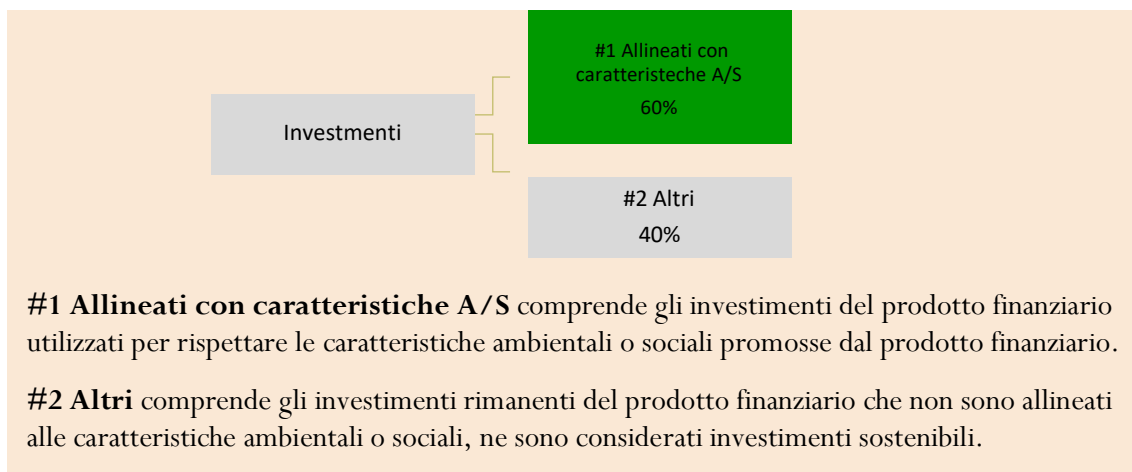 #1 Allineati con
caratteristeche A/S
60%
Investmenti
#2 Altri
40%
#1 Allineati con caratteristiche A/S comprende gli investimenti del prodotto finanziario
utilizzati per rispettare le caratteristiche ambientali o sociali promosse dal prodotto finanziario.
#2 Altri comprende gli investimenti rimanenti del prodotto finanziario che non sono allineati
alle caratteristiche ambientali o sociali, ne sono considerati investimenti sostenibili.